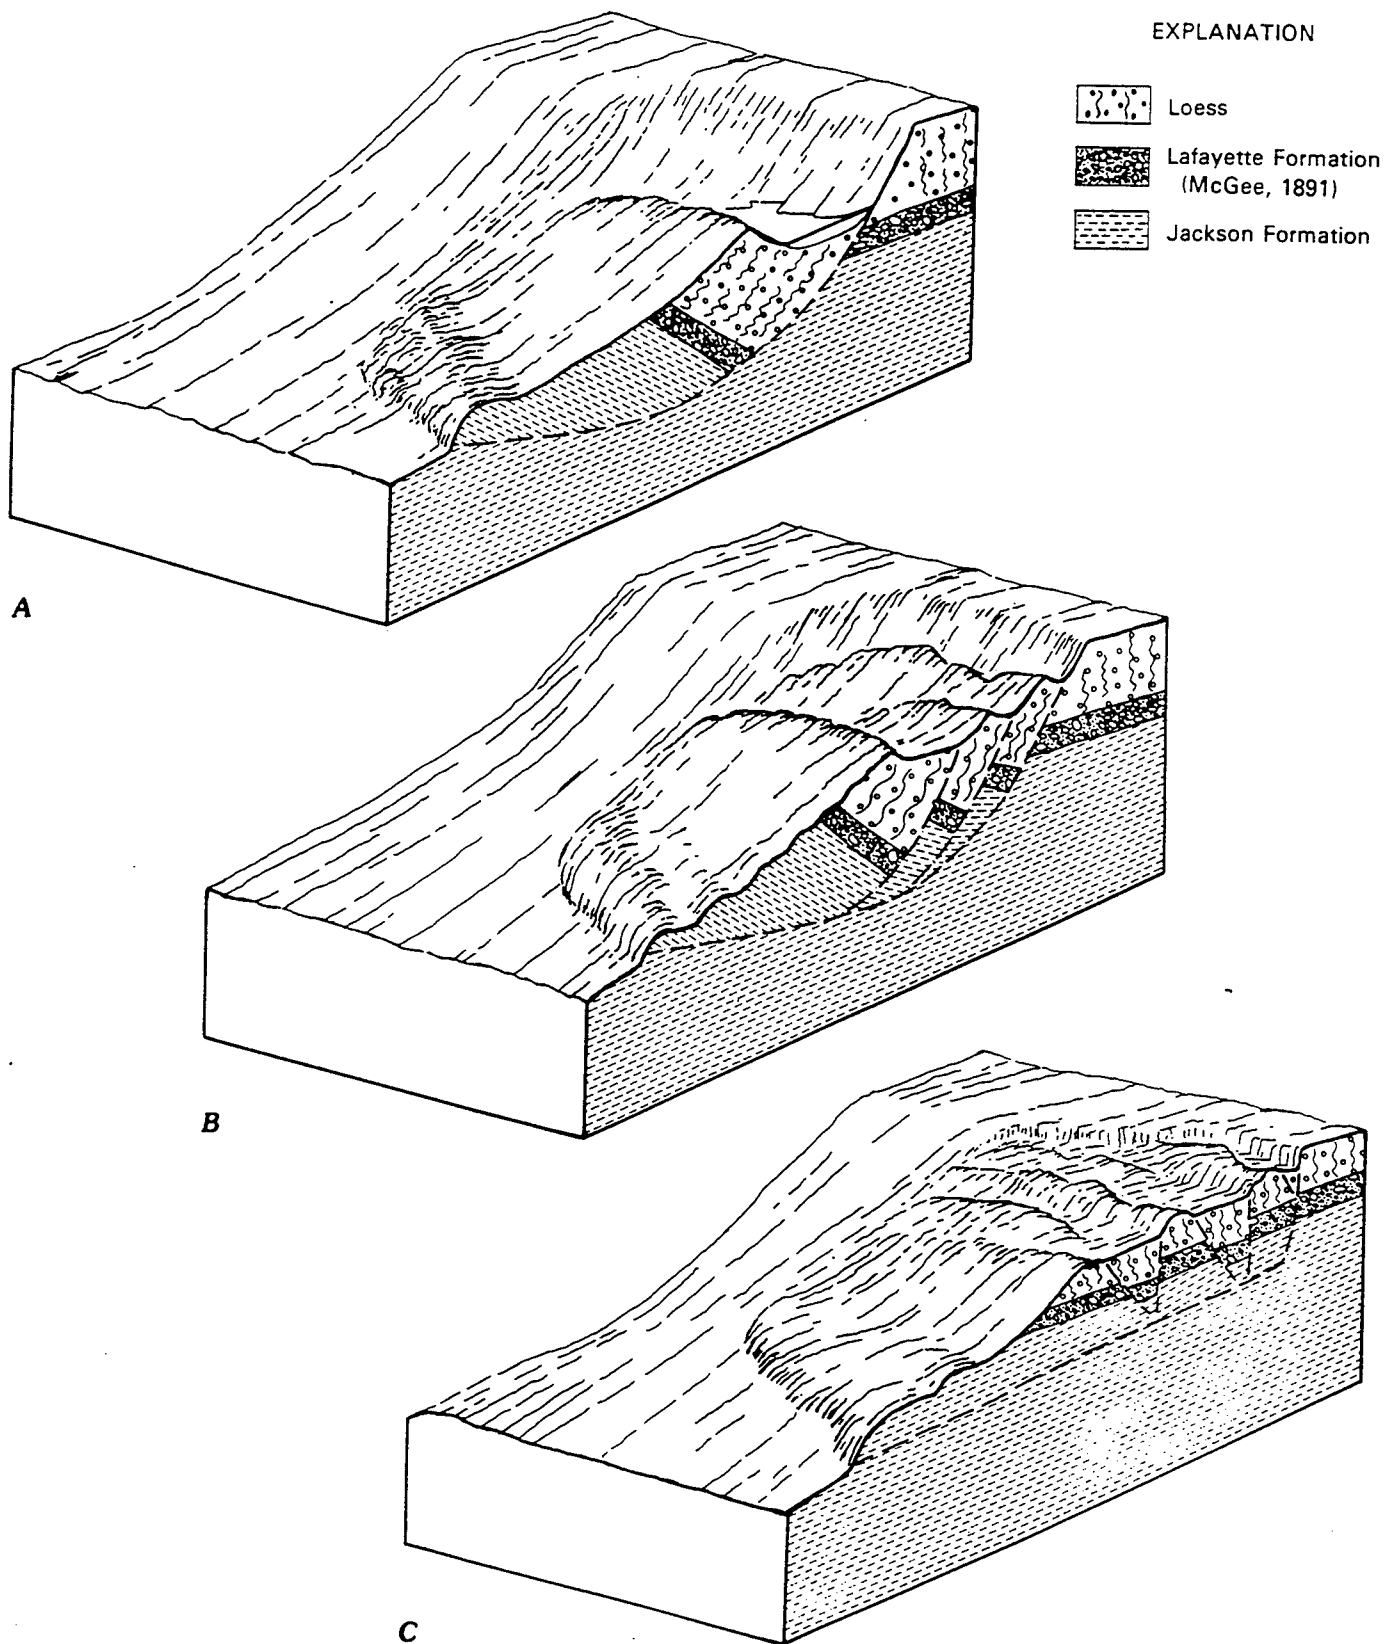 EXPLANATION
Loess
Lafayette Formation
(McGee, 1891)
Jackson Formation
A
B
C